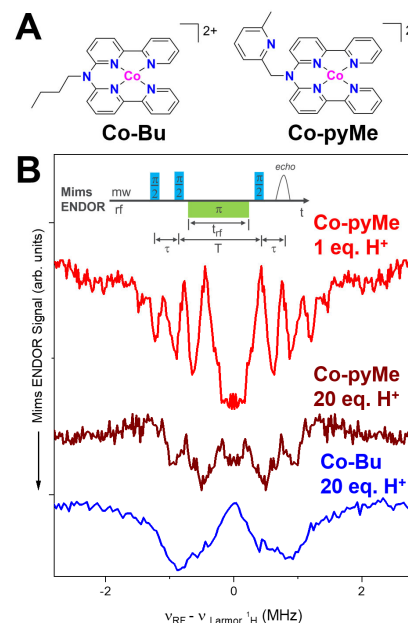 A
2+
2+
N
N
N
Co
N
N
N
N
N
Co
N
N
N
Co-Bu
Co-pyMe
B
Mims
ENDOR
mw
rf
π
2
π
2
π
2
echo
π
t
t_rf
τ
T
τ
Co-pyMe
1 eq. H⁺
Co-pyMe
20 eq. H⁺
Co-Bu
20 eq. H⁺
Mims ENDOR Signal (arb. units)
-2
0
2
ν_RF - ν_Larmor ¹H (MHz)